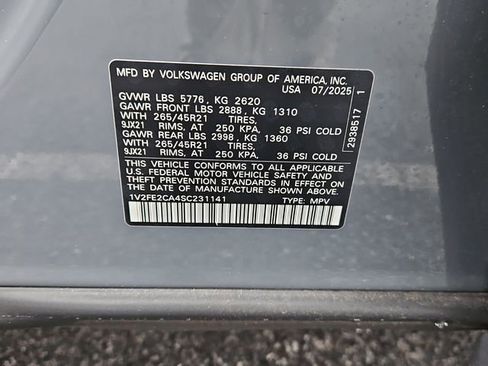 MFD BY VOLKSWAGEN GROUP OF AMERICA, INC.
USA 07/2025
GVWR LBS 5776, KG 2620
GAWR FRONT LBS 2888, KG 1310
WITH 265/45R21 TIRES,
9JX21 RIMS, AT 250 KPA, 36 PSI COLD
GAWR REAR LBS 2998, KG 1360
WITH 265/45R21 TIRES,
9JX21 RIMS, AT 250 KPA, 36 PSI COLD
THIS VEHICLE CONFORMS TO ALL APPLICABLE
U.S. FEDERAL MOTOR VEHICLE SAFETY AND
THEFT PREVENTION STANDARDS IN EFFECT ON THE
DATE OF MANUFACTURE SHOWN ABOVE.
1V2FE2CA4SC231141 TYPE: MPV
2938517 1